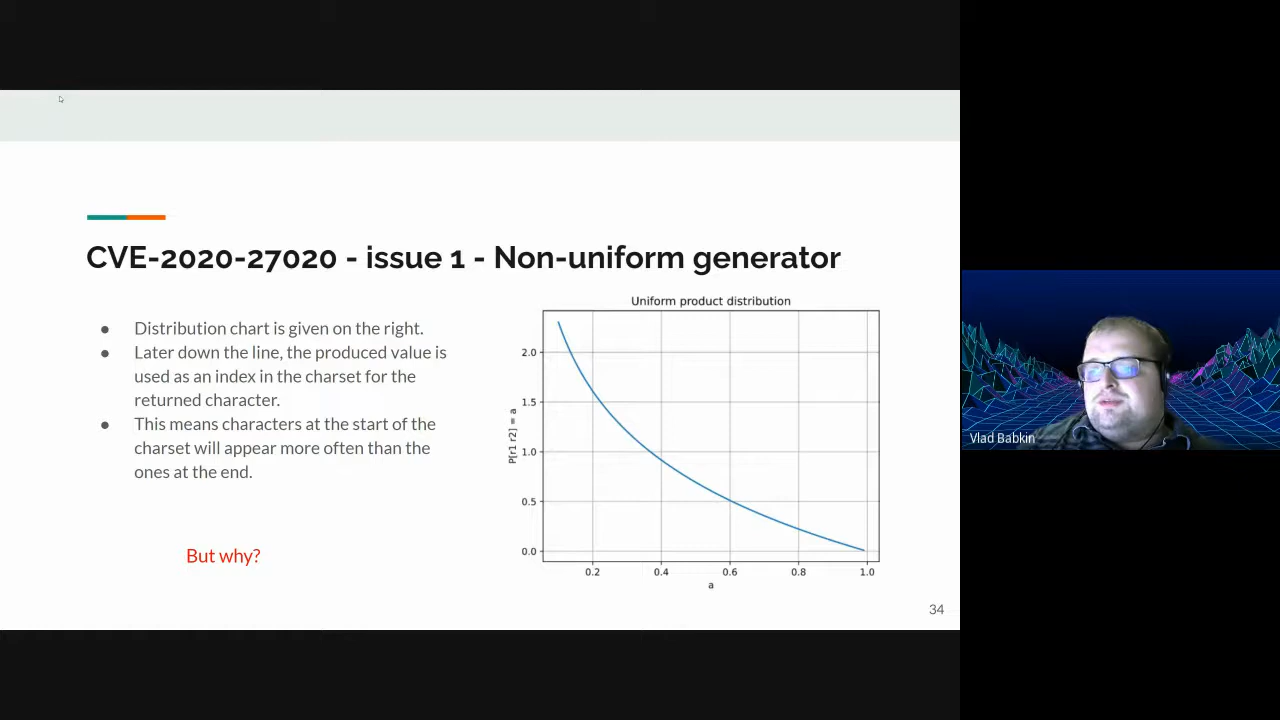 CVE-2020-27020 - issue 1 - Non-uniform generator
● Distribution chart is given on the right.
● Later down the line, the produced value is
used as an index in the charset for the
returned character.
● This means characters at the start of the
charset will appear more often than the
ones at the end.
But why?
Uniform product distribution
P[r1 r2] = a
2.0
1.5
1.0
0.5
0.0
0.2 0.4 0.6 0.8 1.0
a
34
Vlad Babkin